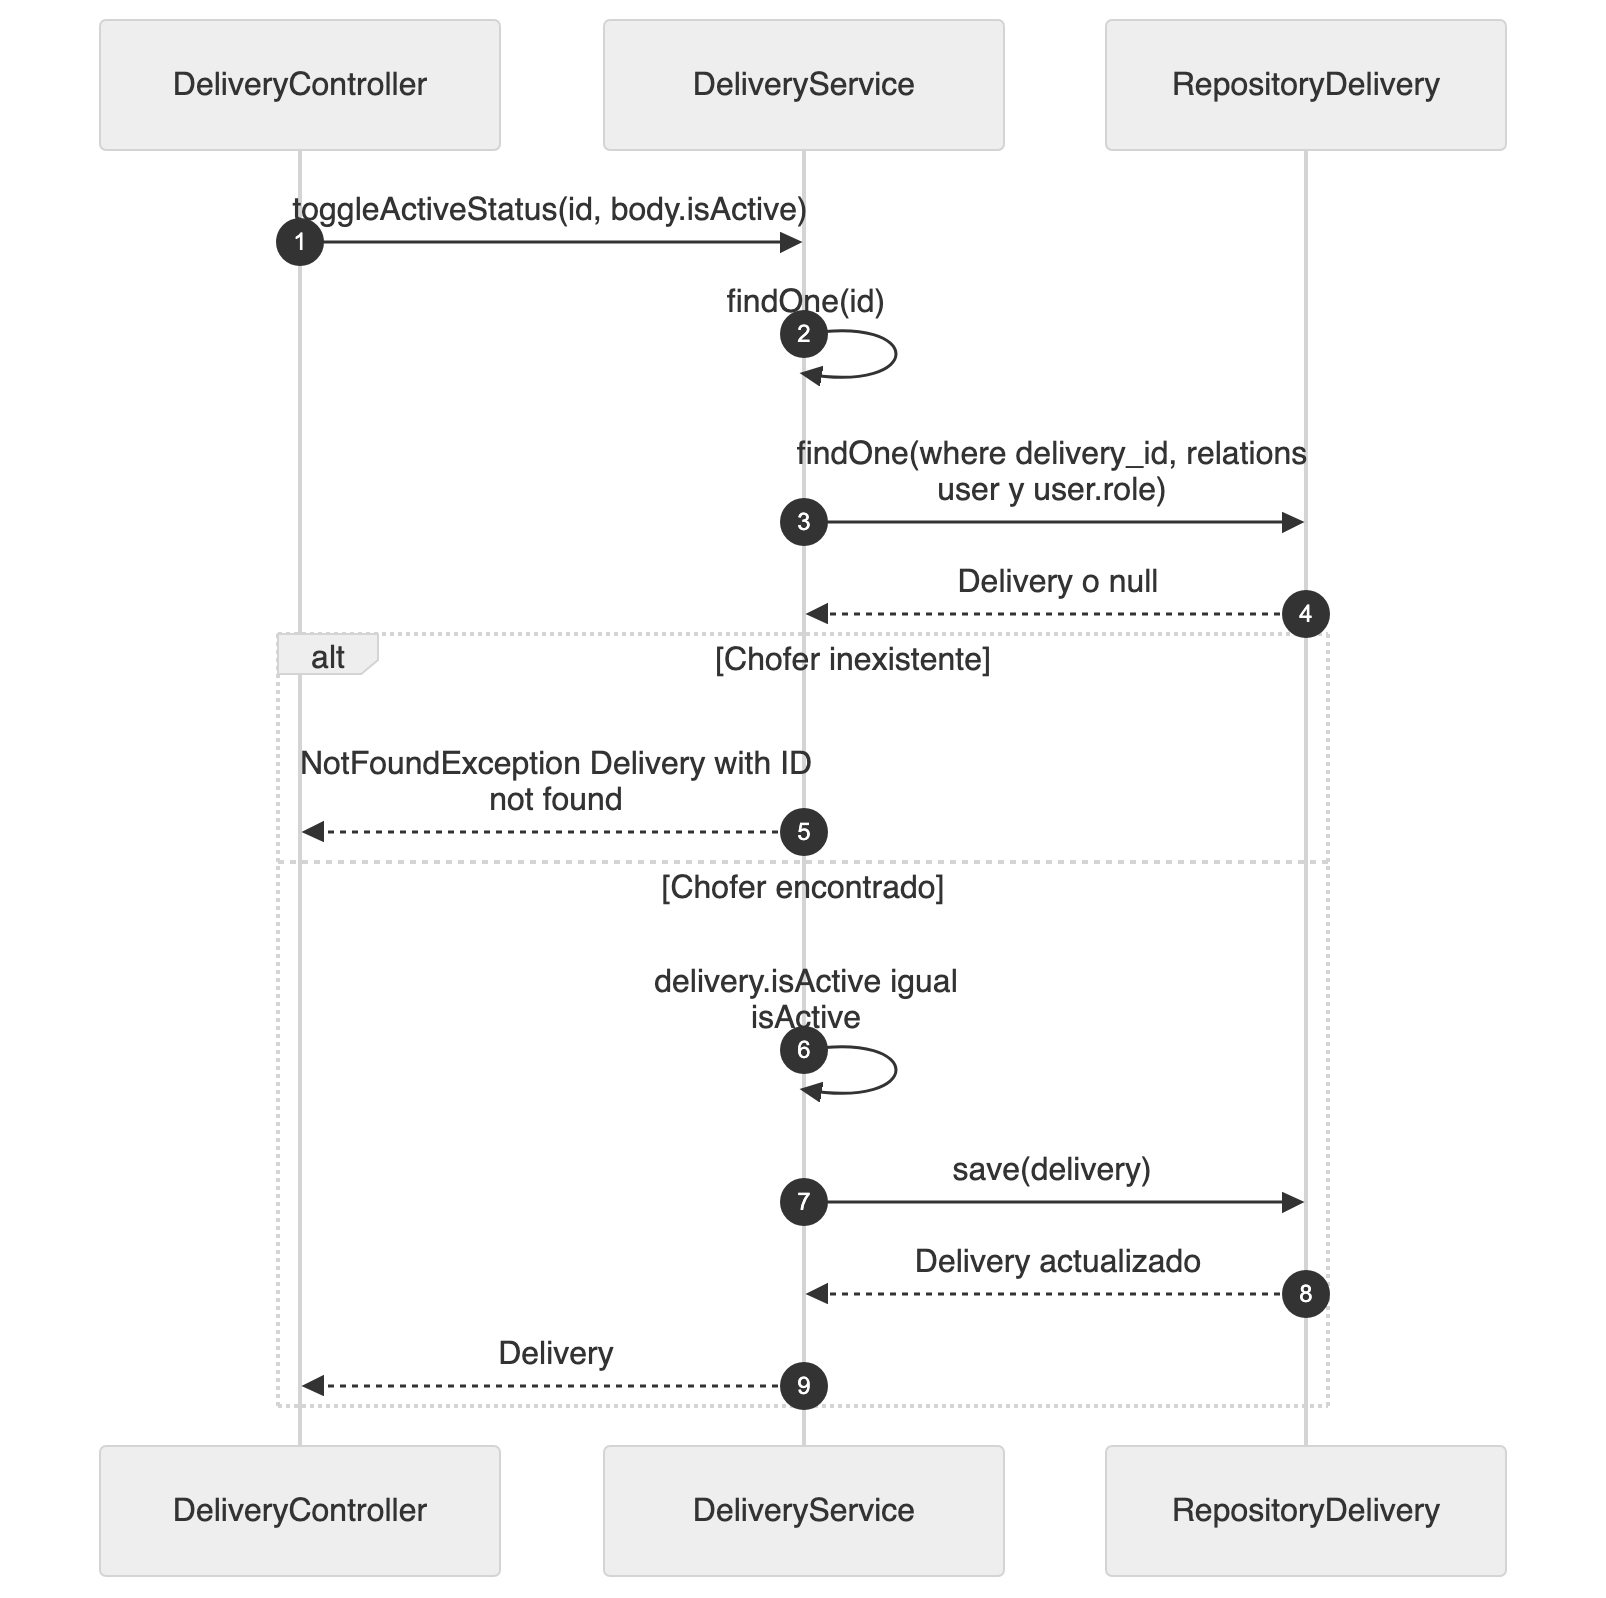 DeliveryController
DeliveryService
RepositoryDelivery
toggleActiveStatus(id, body.isActive)
1
findOne(id)
2
findOne(where delivery_id, relations
user y user.role)
3
Delivery o null
4
alt
[Chofer inexistente]
NotFoundException Delivery with ID
not found
5
[Chofer encontrado]
delivery.isActive igual
isActive
6
save(delivery)
7
Delivery actualizado
8
Delivery
9
DeliveryController
DeliveryService
RepositoryDelivery